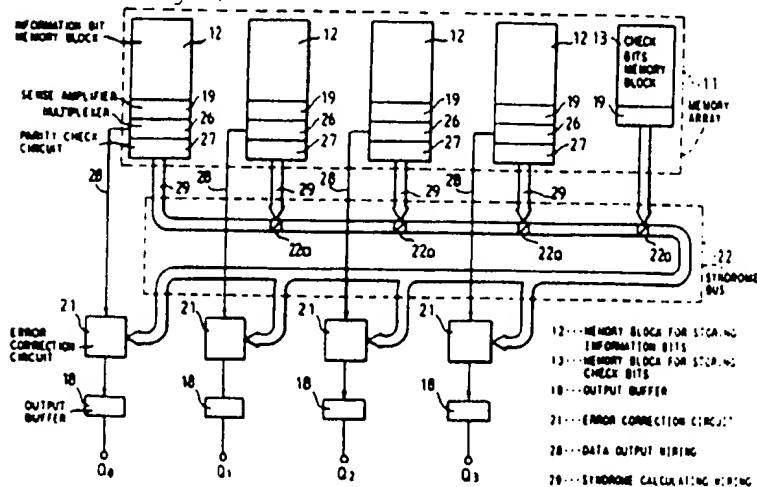 INFORMATION BIT
MEMORY BLOCK
12
12
12
12
13
CHECK
BITS
MEMORY
BLOCK
11
MEMORY
ARRAY
SENSE AMPLIFIER
MULTIPLEXER
PARITY CHECK
CIRCUIT
19
26
27
19
26
27
19
26
27
19
26
27
19
28
29
28
29
28
29
28
29
22a
22a
22a
22a
22
SYNDROME
BUS
21
21
21
21
ERROR
CORRECTION
CIRCUIT
18
18
18
18
OUTPUT
BUFFER
Q0
Q1
Q2
Q3
12···MEMORY BLOCK FOR STORING
INFORMATION BITS
13···MEMORY BLOCK FOR STORING
CHECK BITS
18···OUTPUT BUFFER
21···ERROR CORRECTION CIRCUIT
28···DATA OUTPUT WIRING
29···SYNDROME CALCULATING WIRING